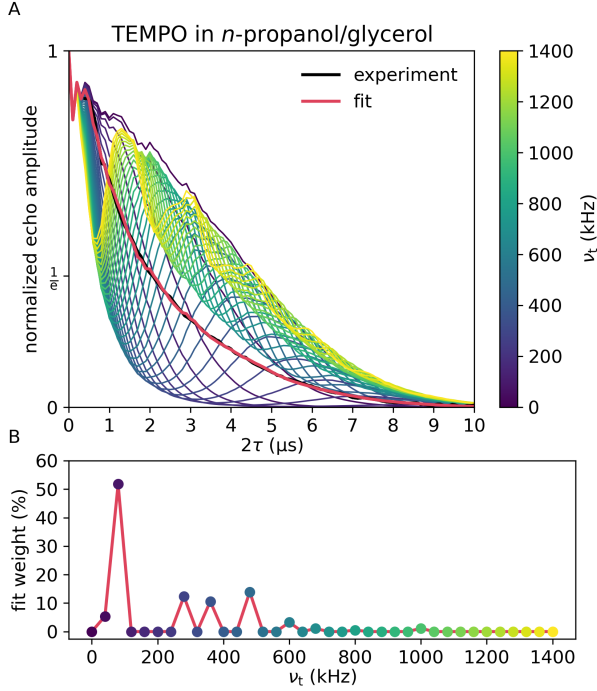 A
TEMPO in n-propanol/glycerol
experiment
fit
normalized echo amplitude
1
1/e
0
0 1 2 3 4 5 6 7 8 9 10
2τ (μs)
1400
1200
1000
800
600
400
200
0
νt (kHz)
B
fit weight (%)
60
50
40
30
20
10
0
0 200 400 600 800 1000 1200 1400
νt (kHz)